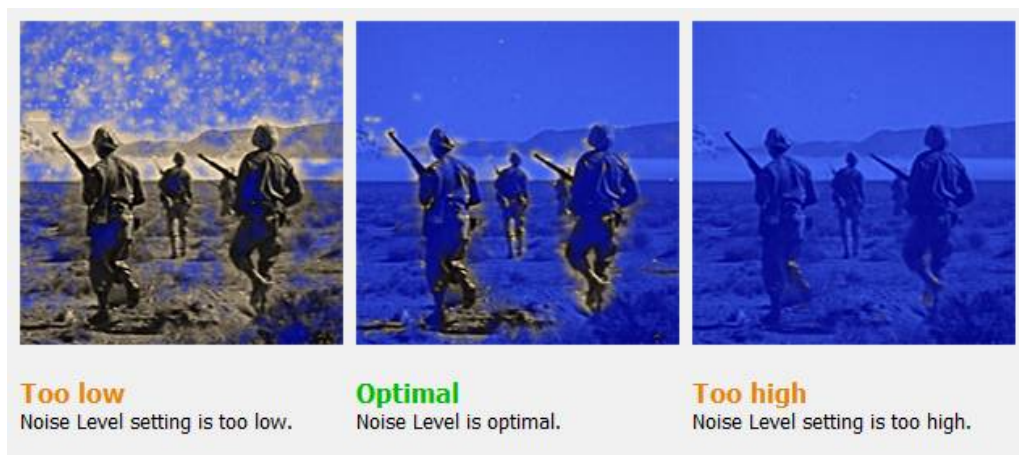 Too low
Noise Level setting is too low.
Optimal
Noise Level is optimal.
Too high
Noise Level setting is too high.